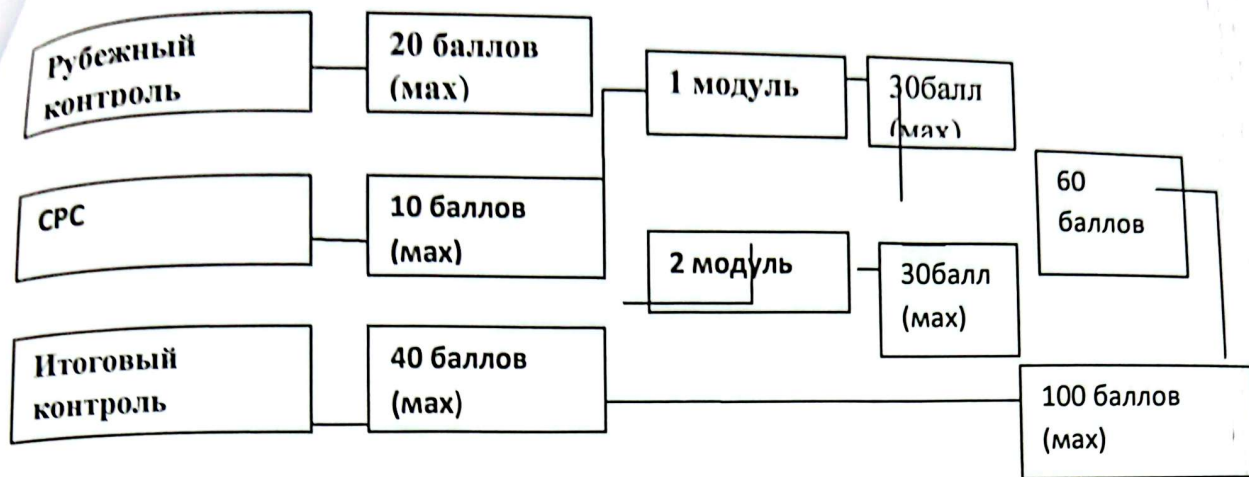 Рубежный
контроль
20 баллов
(мах)
1 модуль
30балл
(мах)
СРС
10 баллов
(мах)
2 модуль
30балл
(мах)
60
баллов
Итоговый
контроль
40 баллов
(мах)
100 баллов
(мах)